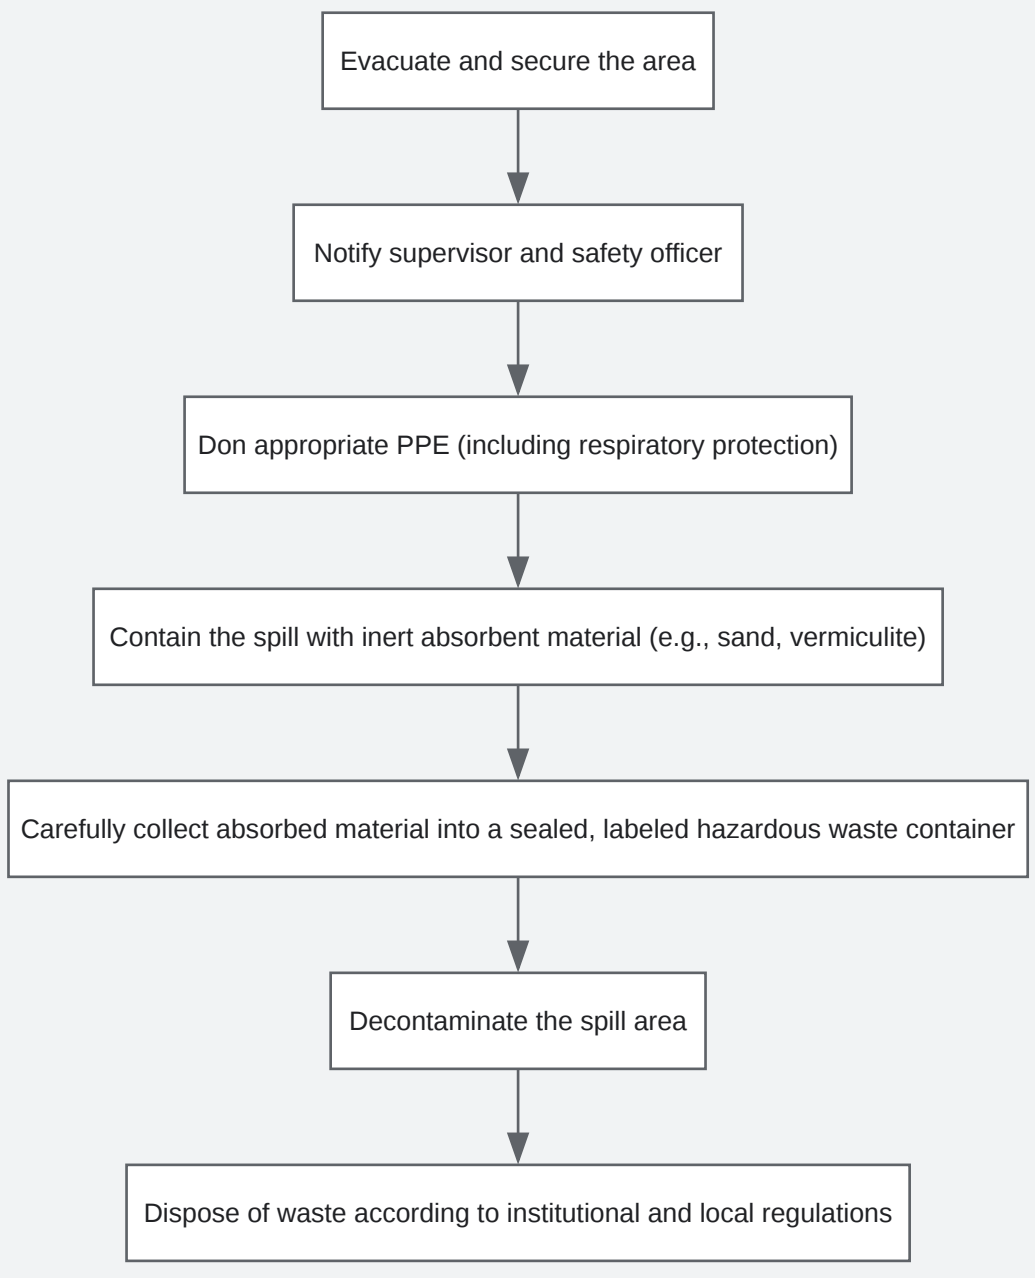 Evacuate and secure the area
Notify supervisor and safety officer
Don appropriate PPE (including respiratory protection)
Contain the spill with inert absorbent material (e.g., sand, vermiculite)
Carefully collect absorbed material into a sealed, labeled hazardous waste container
Decontaminate the spill area
Dispose of waste according to institutional and local regulations